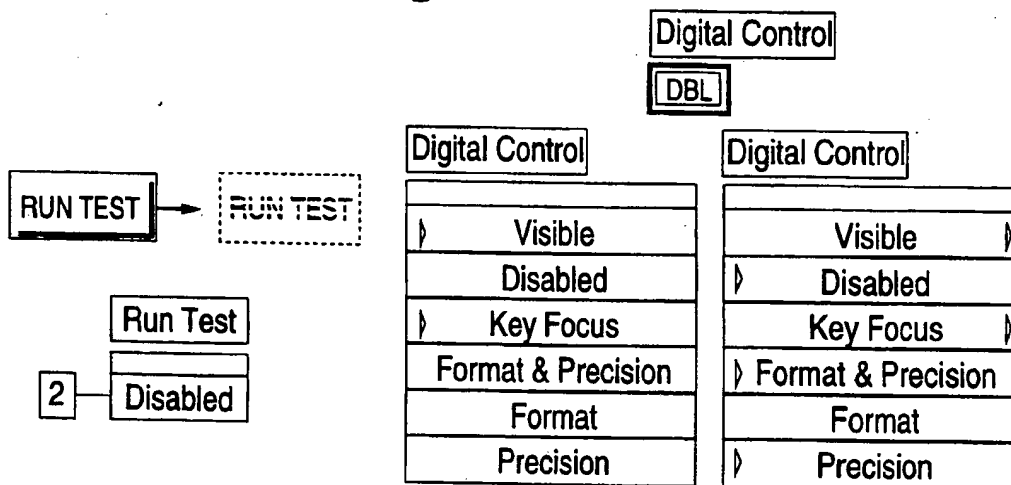 Digital Control
DBL
Digital Control
Digital Control
RUN TEST
RUN TEST
Visible
Disabled
Key Focus
Format & Precision
Format
Precision
Visible
Disabled
Key Focus
Format & Precision
Format
Precision
Run Test
2
Disabled